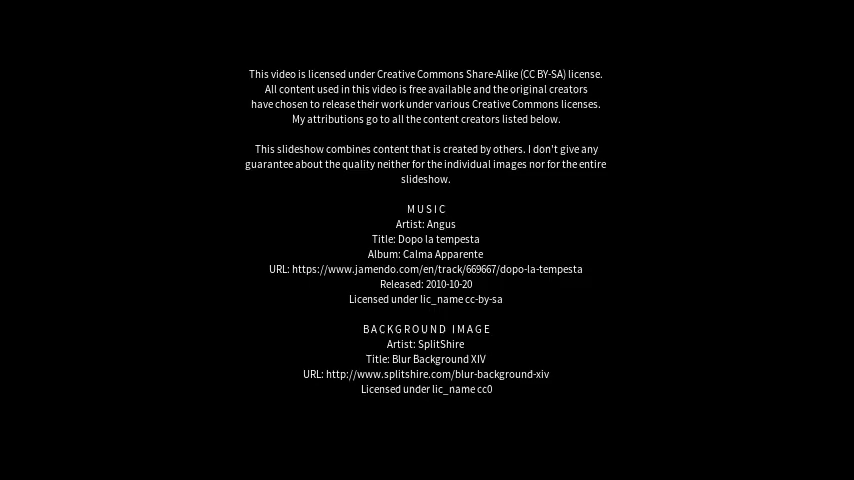 This video is licensed under Creative Commons Share-Alike (CC BY-SA) license.
All content used in this video is free available and the original creators
have chosen to release their work under various Creative Commons licenses.
My attributions go to all the content creators listed below.
This slideshow combines content that is created by others. I don't give any
guarantee about the quality neither for the individual images nor for the entire
slideshow.
MUSIC
Artist: Angus
Title: Dopo la tempesta
Album: Calma Apparente
URL: https://www.jamendo.com/en/track/669667/dopo-la-tempesta
Released: 2010-10-20
Licensed under lic_name cc-by-sa
BACKGROUND IMAGE
Artist: SplitShire
Title: Blur Background XIV
URL: http://www.splitshire.com/blur-background-xiv
Licensed under lic_name cc0